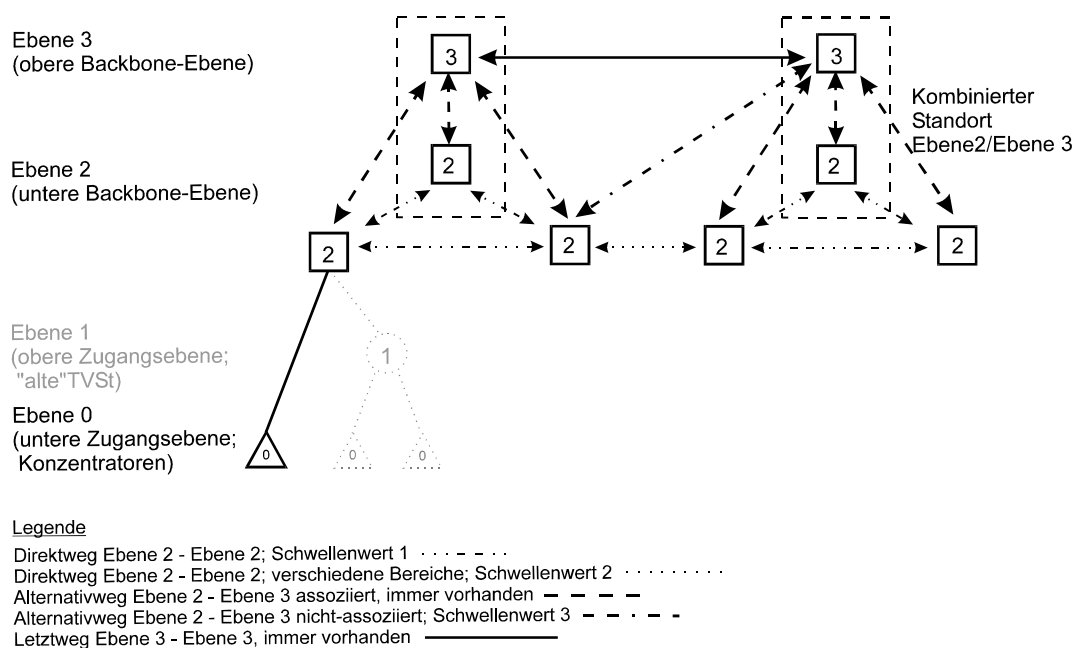 Ebene 3
(obere Backbone-Ebene)
3
3
Kombinierter
Standort
Ebene2/Ebene 3
Ebene 2
(untere Backbone-Ebene)
2
2
2
2
2
2
Ebene 1
(obere Zugangsebene;
"alte"TVSt)
1
Ebene 0
(untere Zugangsebene;
Konzentratoren)
0
0
0
Legende
Direktweg Ebene 2 - Ebene 2; Schwellenwert 1
Direktweg Ebene 2 - Ebene 2; verschiedene Bereiche; Schwellenwert 2
Alternativweg Ebene 2 - Ebene 3 assoziiert, immer vorhanden
Alternativweg Ebene 2 - Ebene 3 nicht-assoziiert; Schwellenwert 3
Letztweg Ebene 3 - Ebene 3, immer vorhanden